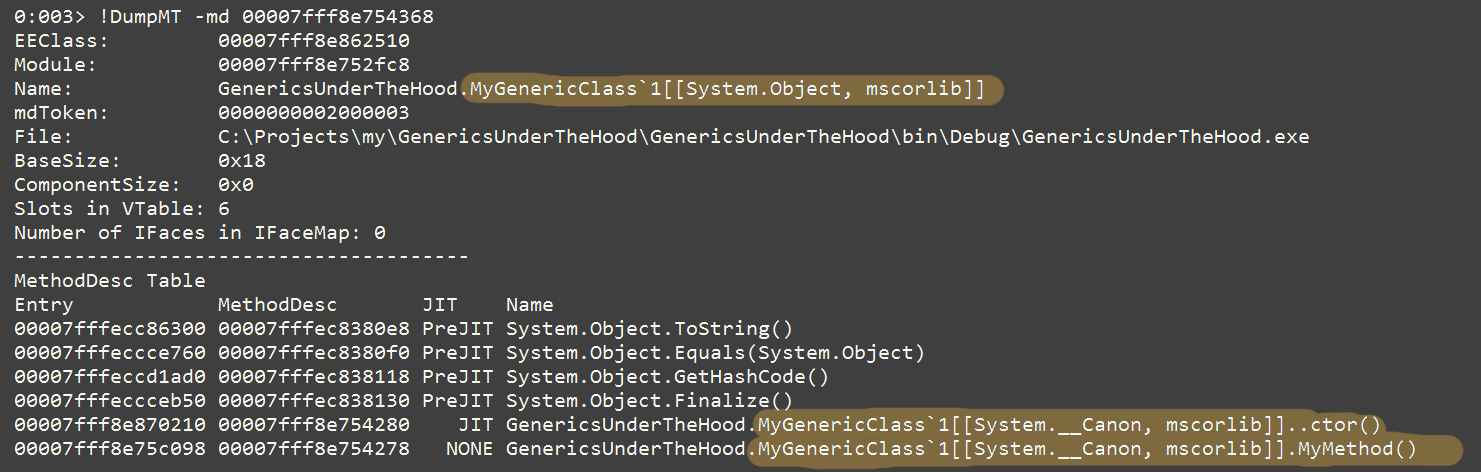 0:003> !DumpMT -md 00007fff8e754368
EEClass:         00007fff8e862510
Module:          00007fff8e752fc8
Name:            GenericsUnderTheHood.MyGenericClass`1[[System.Object, mscorlib]]
mdToken:         0000000002000003
File:            C:\Projects\my\GenericsUnderTheHood\GenericsUnderTheHood\bin\Debug\GenericsUnderTheHood.exe
BaseSize:        0x18
ComponentSize:   0x0
Slots in VTable: 6
Number of IFaces in IFaceMap: 0
--------------------------------------
MethodDesc Table
Entry            MethodDesc       JIT    Name
00007fffecc86300 00007fffec8380e8 PreJIT System.Object.ToString()
00007fffeccce760 00007fffec8380f0 PreJIT System.Object.Equals(System.Object)
00007fffeccd1ad0 00007fffec838118 PreJIT System.Object.GetHashCode()
00007fffeccceb50 00007fffec838130 PreJIT System.Object.Finalize()
00007fff8e870210 00007fff8e754280    JIT GenericsUnderTheHood.MyGenericClass`1[[System.__Canon, mscorlib]]..ctor()
00007fff8e75c098 00007fff8e754278   NONE GenericsUnderTheHood.MyGenericClass`1[[System.__Canon, mscorlib]].MyMethod()